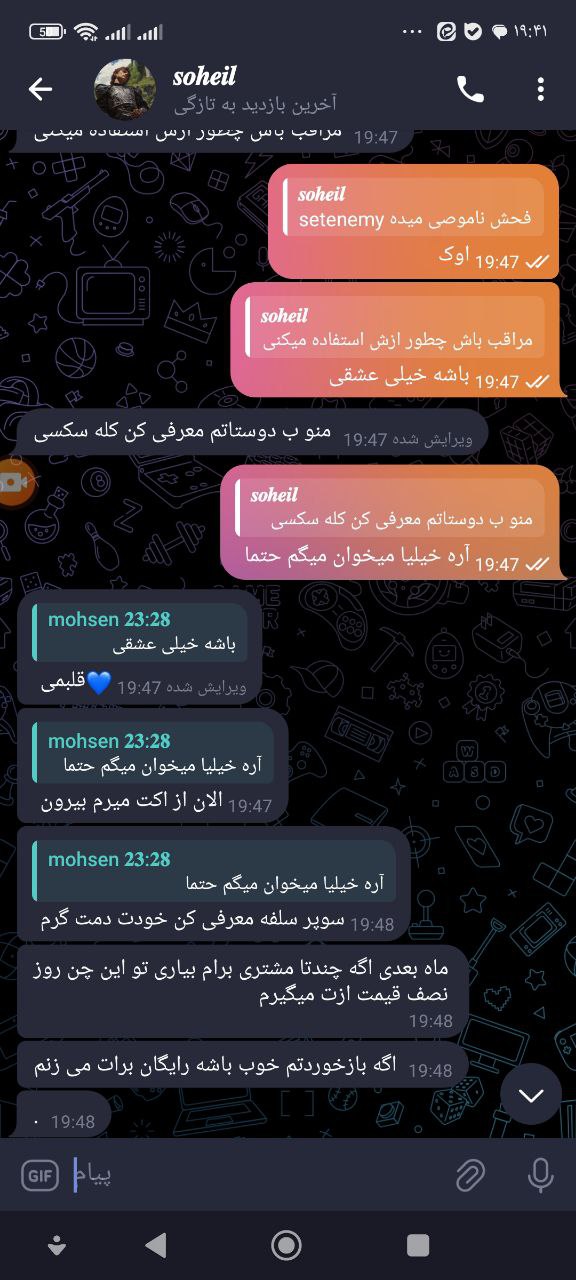 ۱۹:۴۱
50
soheil
آخرین بازدید به تازگی
مراقب باش چطور ازش استفاده میکنی 19:47
soheil
فحش ناموصی میده setenemy
اوک 19:47
soheil
مراقب باش چطور ازش استفاده میکنی
باشه خیلی عشقی 19:47
منو ب دوستاتم معرفی کن کله سکسی ویرایش شده 19:47
soheil
منو ب دوستاتم معرفی کن کله سکسی
آره خیلیا میخوان میگم حتما 19:47
mohsen 23:28
باشه خیلی عشقی
💙قلبمی ویرایش شده 19:47
mohsen 23:28
آره خیلیا میخوان میگم حتما
الان از اکت میرم بیرون 19:47
mohsen 23:28
آره خیلیا میخوان میگم حتما
سوپر سلفه معرفی کن خودت دمت گرم 19:48
ماه بعدی اگه چندتا مشتری برام بیاری تو این چن روز
نصف قیمت ازت میگیرم
19:48
اگه بازخوردتم خوب باشه رایگان برات می زنم 19:48
. 19:48
GIF
پیام